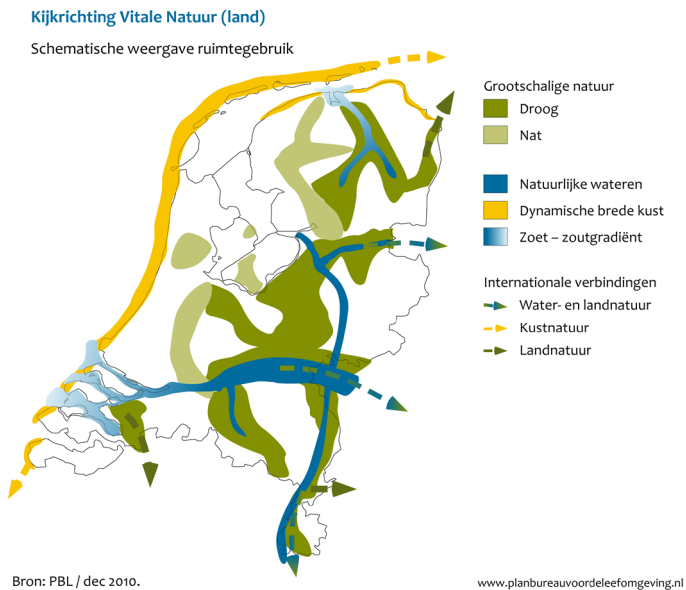 Kijkrichting Vitale Natuur (land)
Schematische weergave ruimtegebruik
Grootschalige natuur
Droog
Nat
Natuurlijke wateren
Dynamische brede kust
Zoet – zoutgradiënt
Internationale verbindingen
Water- en landnatuur
Kustnatuur
Landnatuur
Bron: PBL / dec 2010.
www.planbureauvoordeleefomgeving.nl